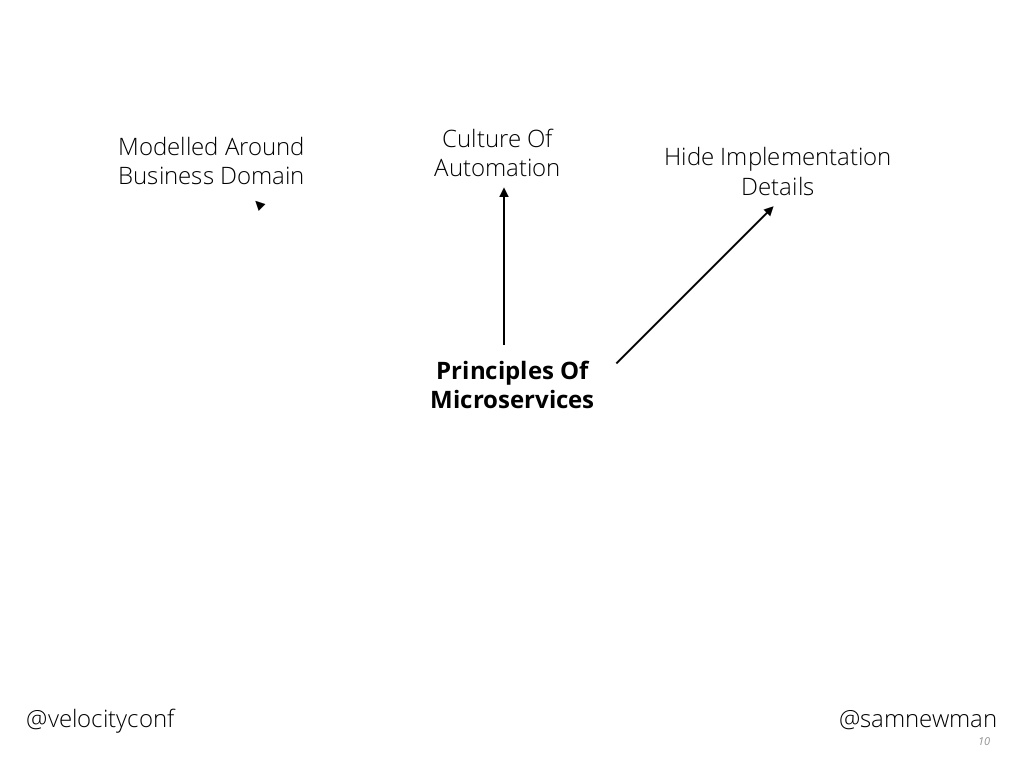 Modelled Around
Business Domain
Culture Of
Automation
Hide Implementation
Details
Principles Of
Microservices
@velocityconf
@samnewman
10